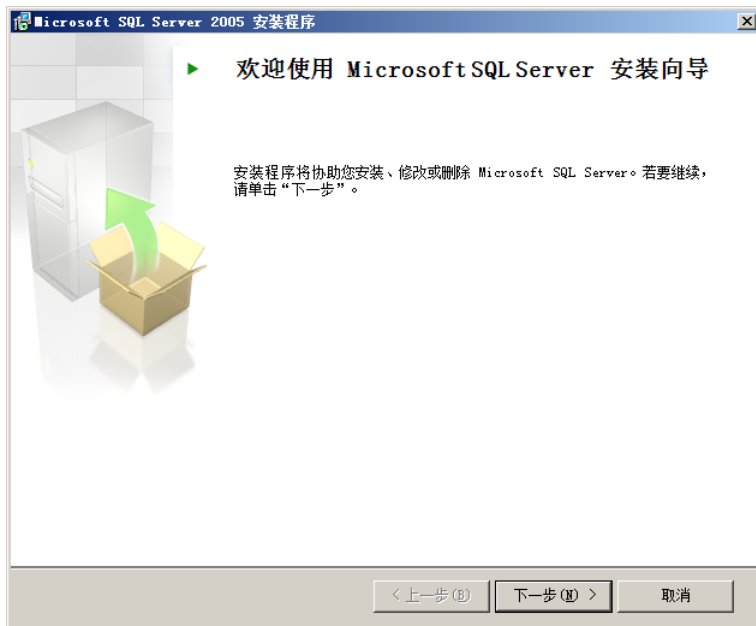 Microsoft SQL Server 2005 安装程序
欢迎使用 Microsoft SQL Server 安装向导
安装程序将协助您安装、修改或删除 Microsoft SQL Server。若要继续，
请单击“下一步”。
< 上一步(B)
下一步(N) >
取消